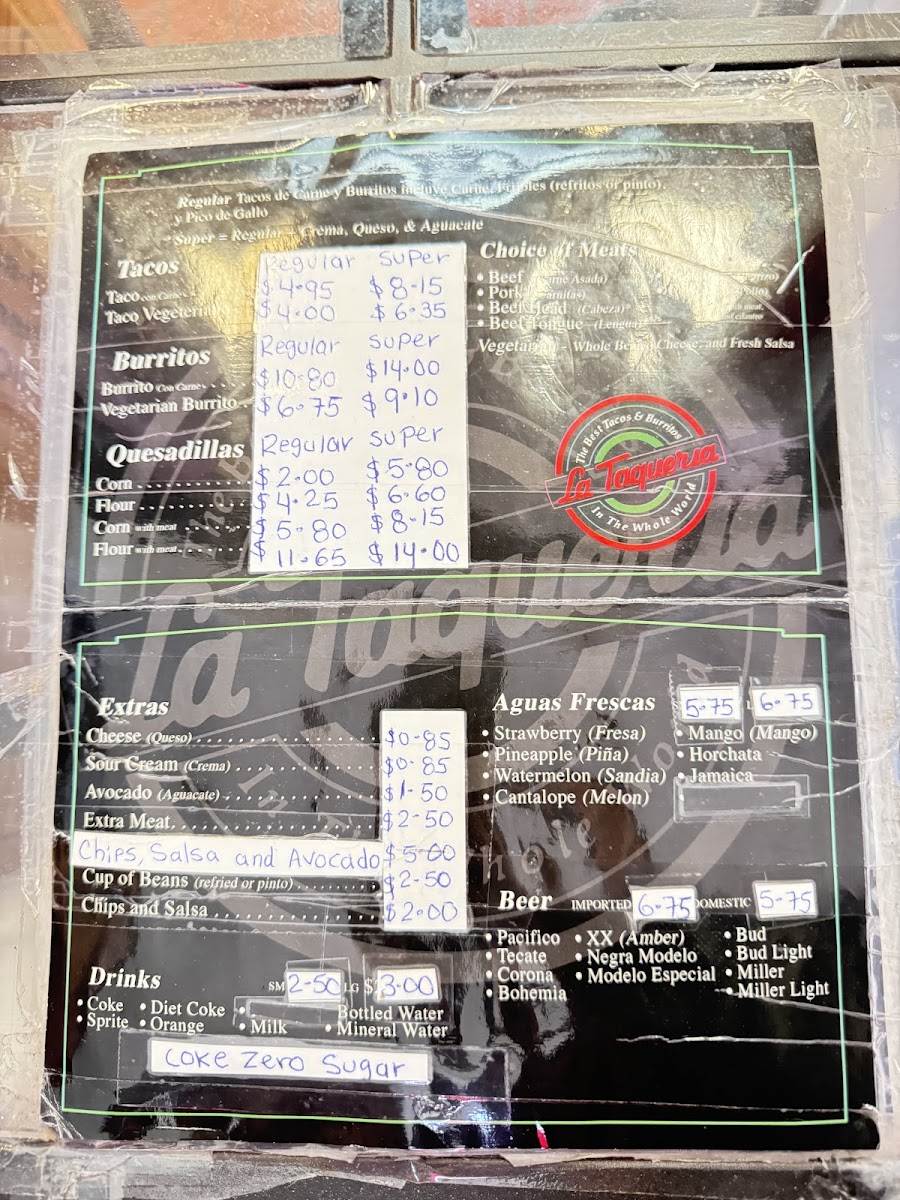 Regular Tacos de Carne y Burritos incluye Carne, Frijoles (refritos or pinto),
y Pico de Gallo
Super = Regular + Crema, Queso, & Aguacate
Tacos Regular Super
Taco con Carne $4.95 $8.15
Taco Vegeterian $4.00 $6.35
Burritos Regular Super
Burrito Con Carne $10.80 $14.00
Vegetarian Burrito $6.75 $9.10
Quesadillas Regular Super
Corn $2.00 $5.80
Flour $4.25 $6.60
Corn with meat $5.80 $8.15
Flour with meat $11.65 $14.00
Choice of Meats
• Beef (Carne Asada)
• Pork (Carnitas)
• Beef Head (Cabeza)
• Beef Tongue (Lengua)
Vegetarian - Whole Beans, Cheese, and Fresh Salsa
The Best Tacos & Burritos
La Taqueria
In The Whole World
La Taqueria
Extras
Cheese (Queso) $0.85
Sour Cream (Crema) $0.85
Avocado (Aguacate) $1.50
Extra Meat $2.50
Chips, Salsa and Avocado $5.00
Cup of Beans (refried or pinto) $2.50
Chips and Salsa $2.00
Aguas Frescas 5.75 6.75
• Strawberry (Fresa) • Mango (Mango)
• Pineapple (Piña) • Horchata
• Watermelon (Sandia) • Jamaica
• Cantalope (Melon)
Beer IMPORTED 6.75 DOMESTIC 5.75
• Pacifico • XX (Amber) • Bud
• Tecate • Negra Modelo • Bud Light
• Corona • Modelo Especial • Miller
• Bohemia • Miller Light
Drinks SM 2.50 LG $3.00
• Coke • Diet Coke • Bottled Water
• Sprite • Orange • Milk • Mineral Water
Coke Zero Sugar